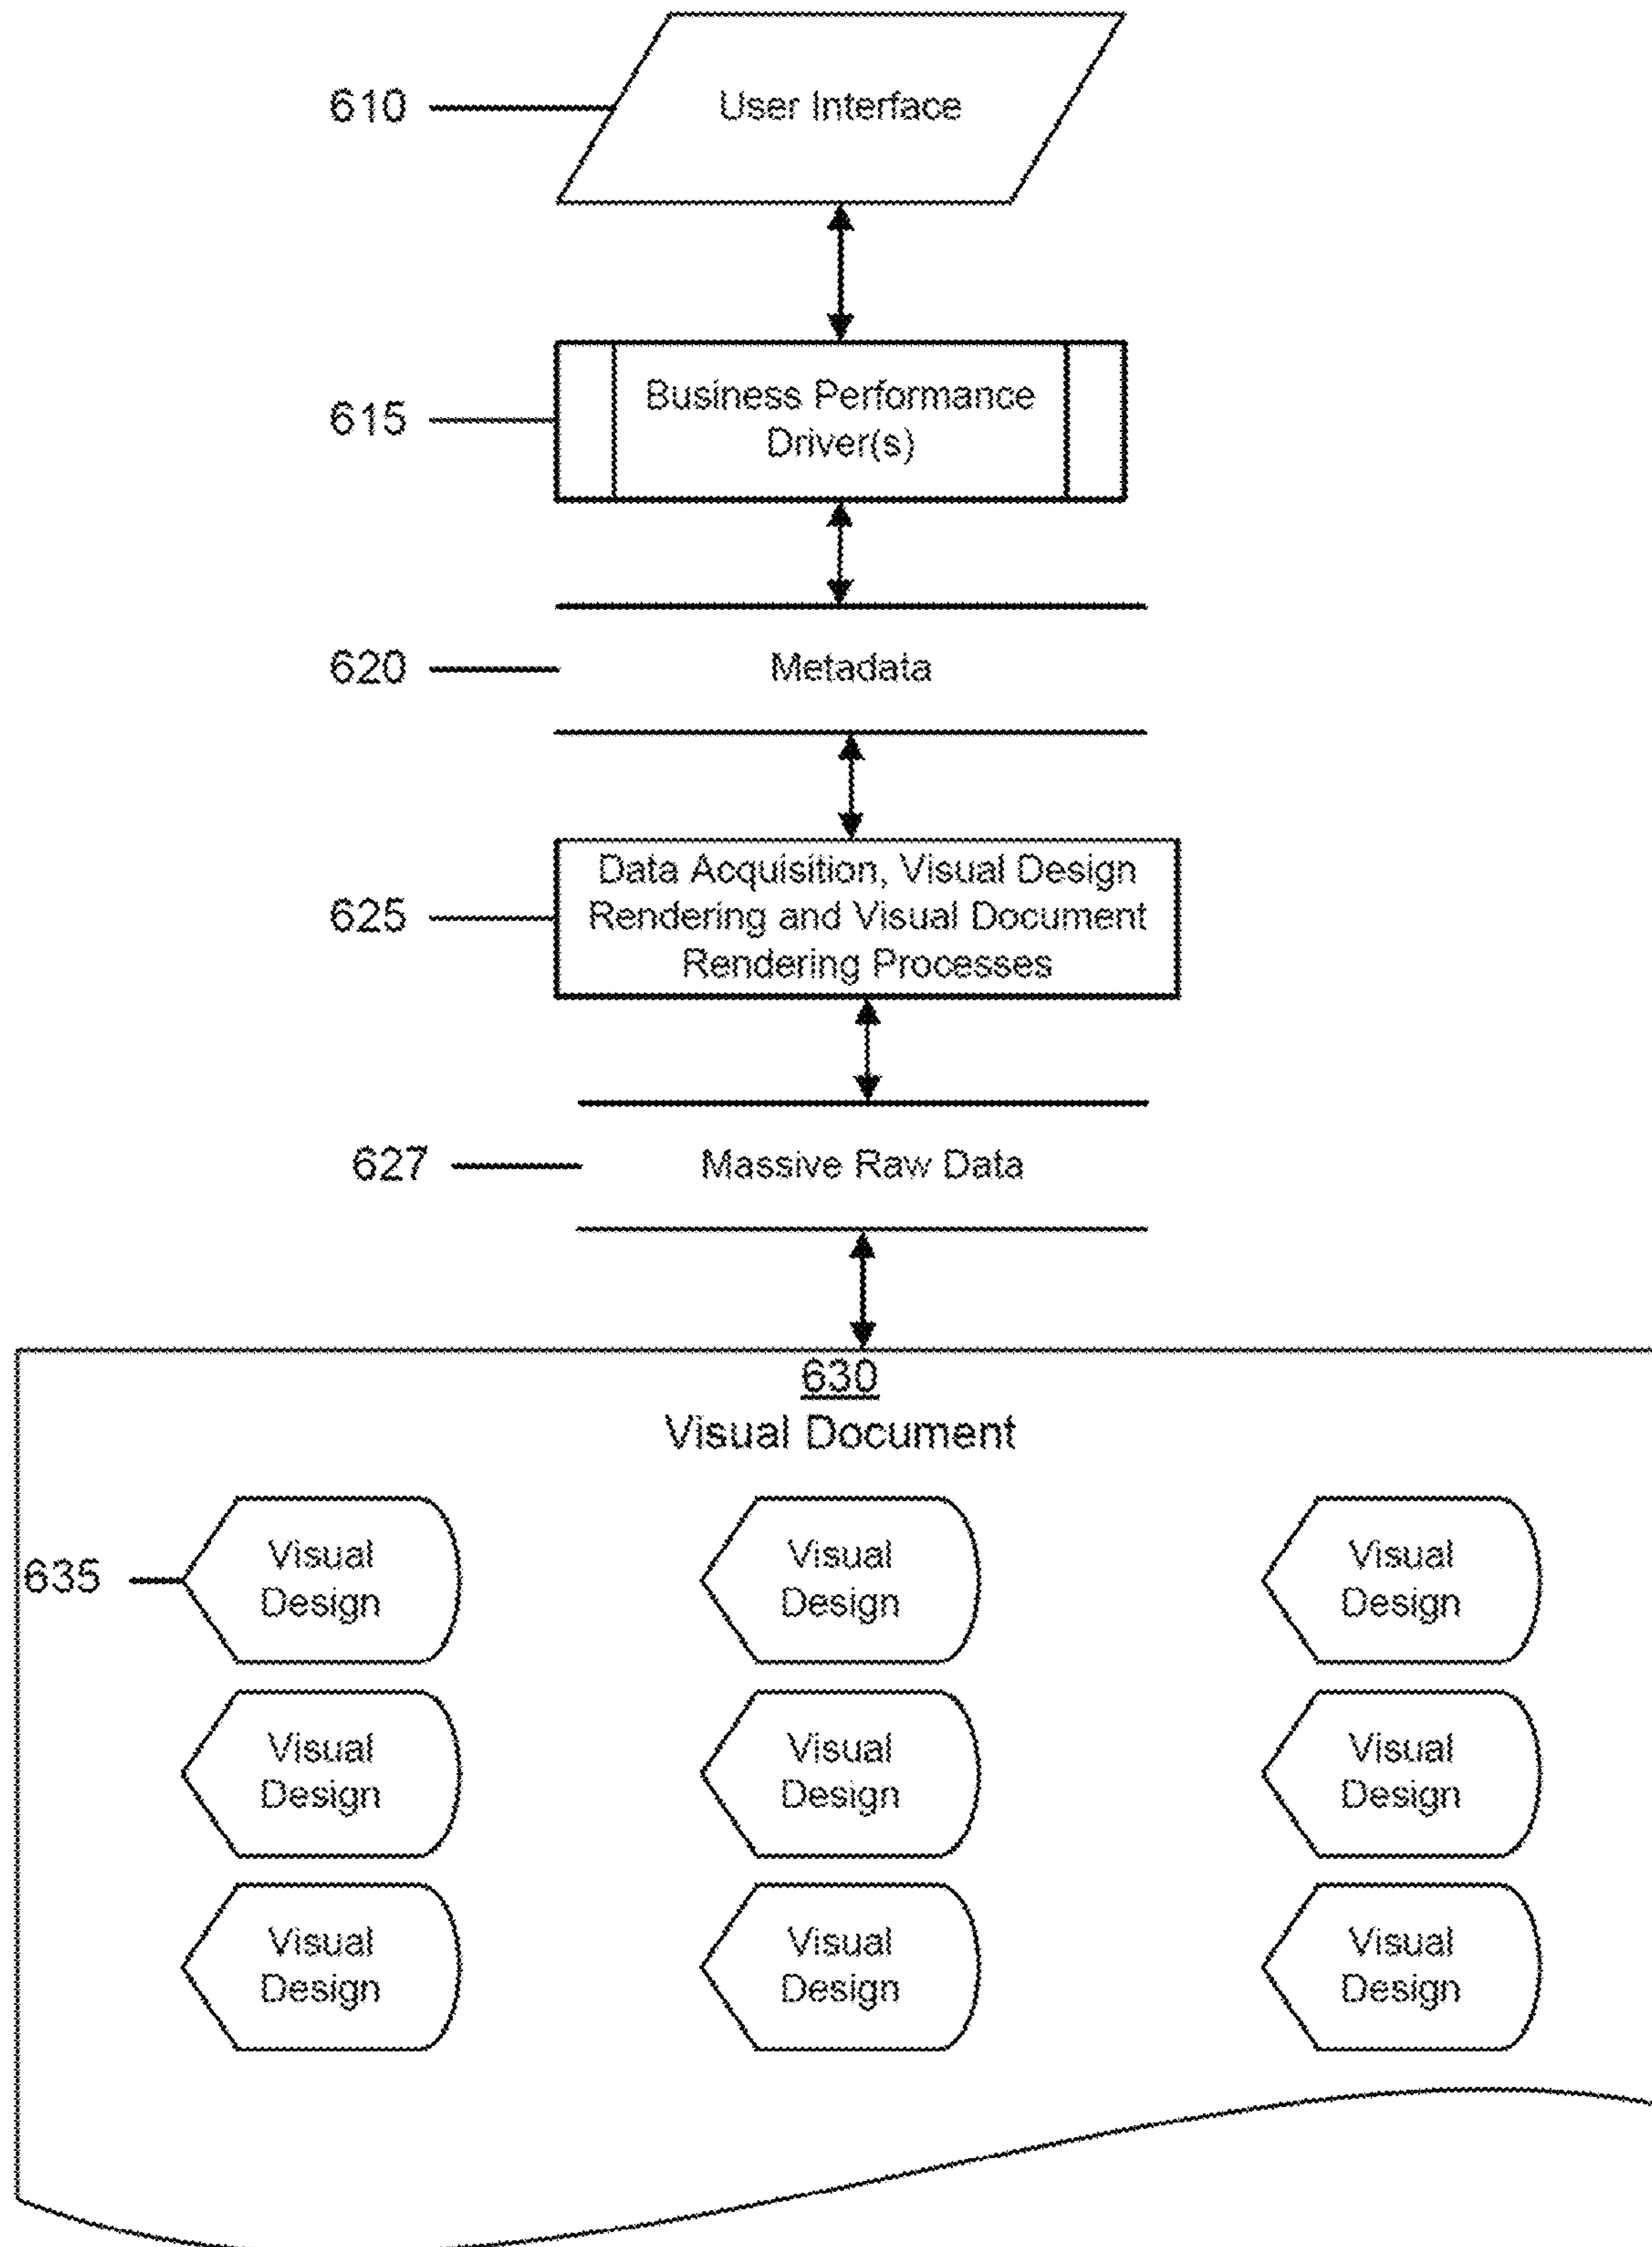 610
User Interface
615
Business Performance
Driver(s)
620
Metadata
625
Data Acquisition, Visual Design
Rendering and Visual Document
Rendering Processes
627
Massive Raw Data
630
Visual Document
635
Visual
Design
Visual
Design
Visual
Design
Visual
Design
Visual
Design
Visual
Design
Visual
Design
Visual
Design
Visual
Design